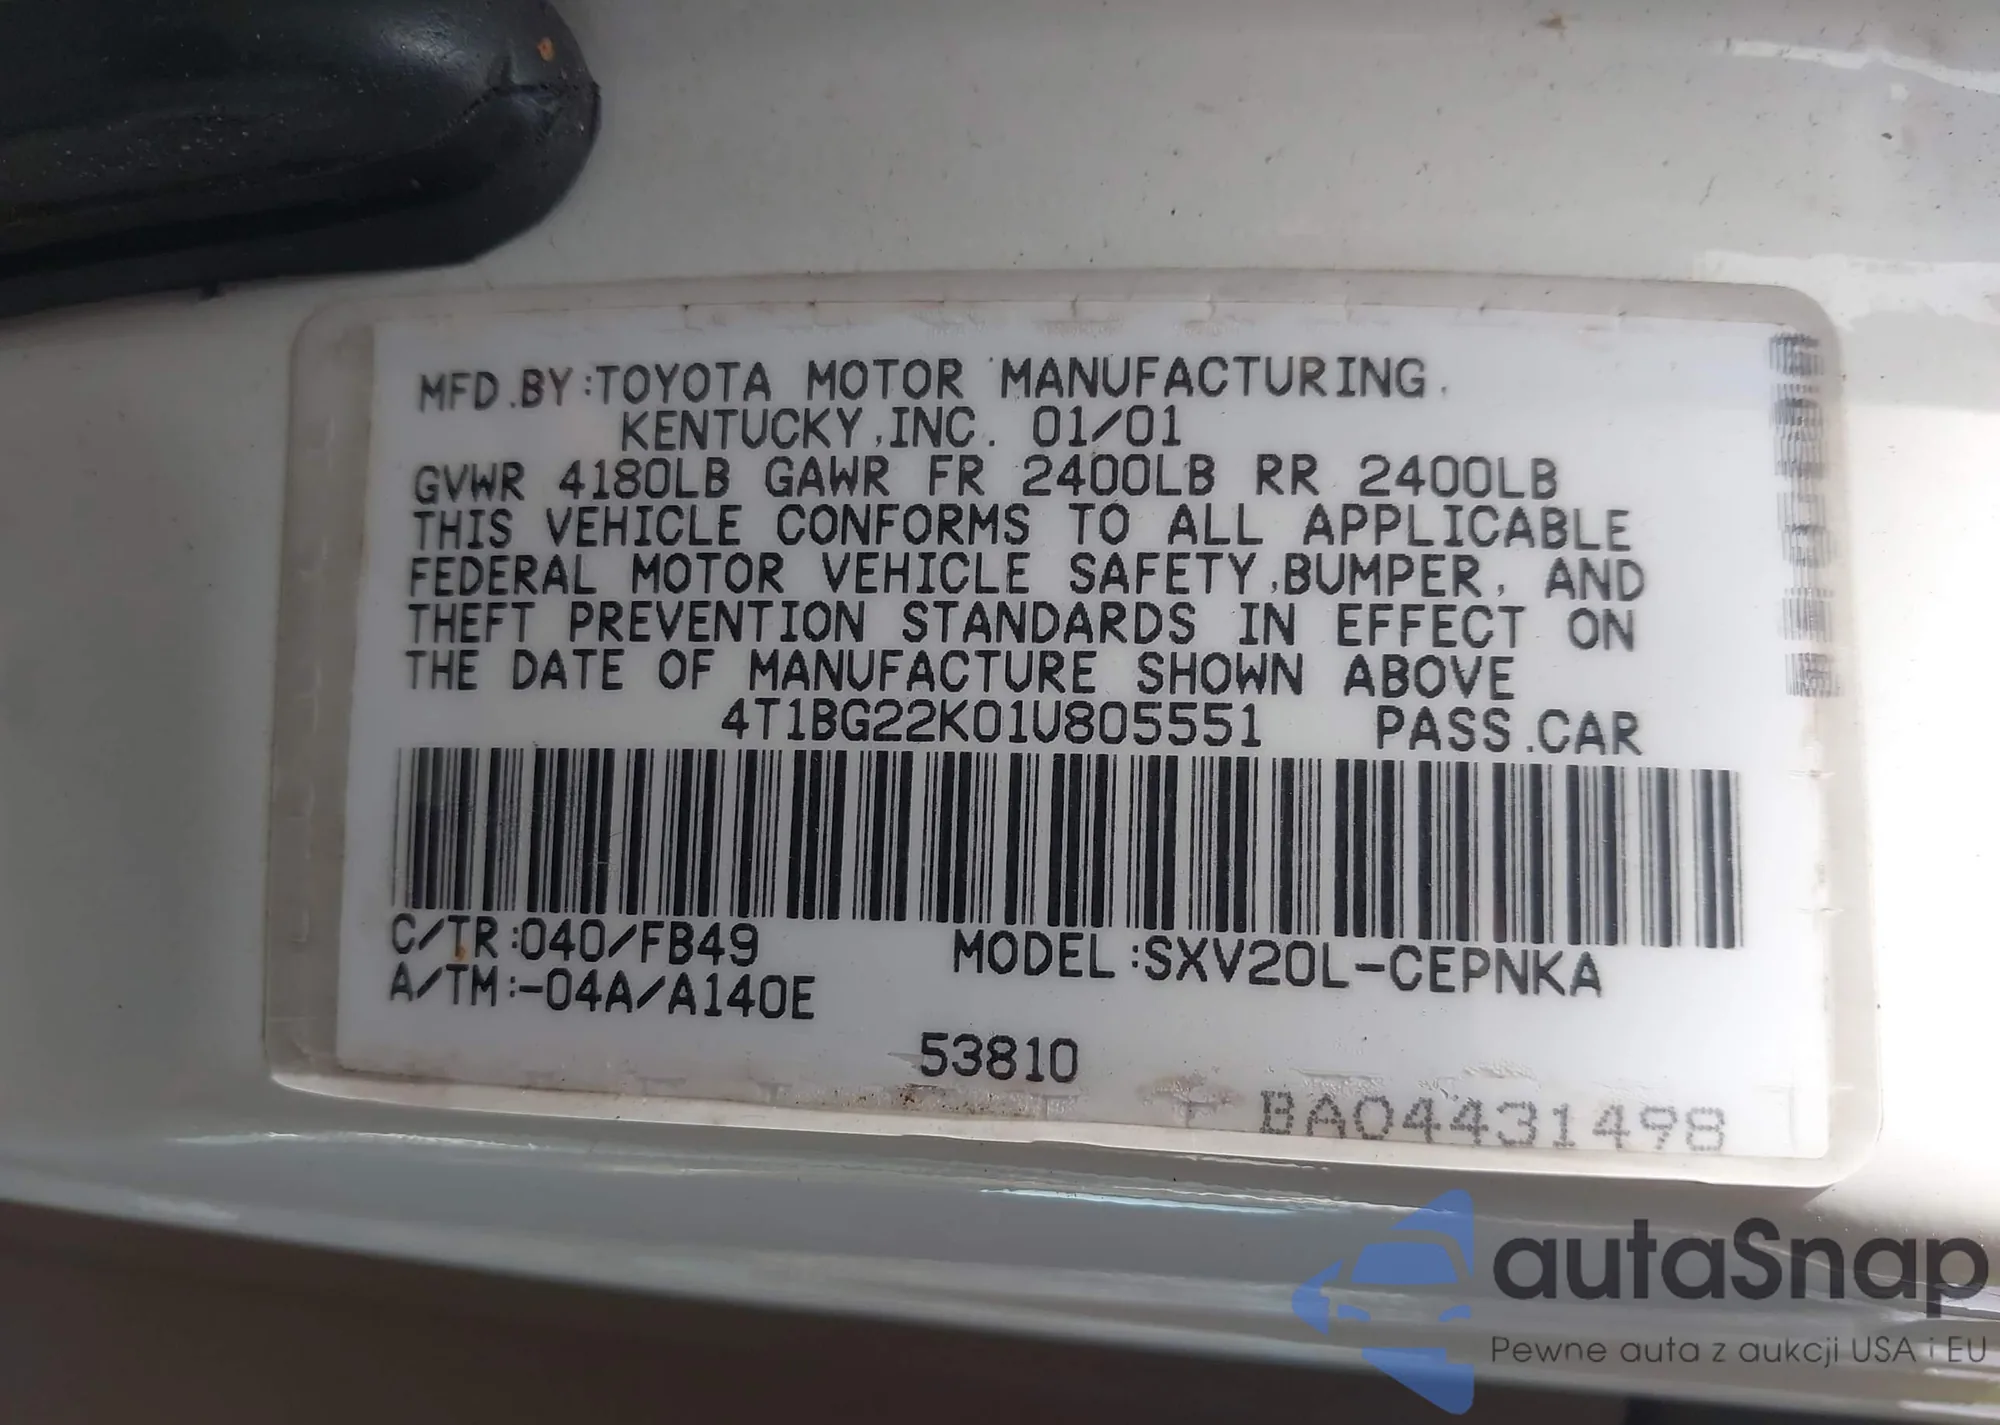 MFD.BY:TOYOTA MOTOR MANUFACTURING,
KENTUCKY,INC. 01/01
GVWR 4180LB GAWR FR 2400LB RR 2400LB
THIS VEHICLE CONFORMS TO ALL APPLICABLE
FEDERAL MOTOR VEHICLE SAFETY,BUMPER, AND
THEFT PREVENTION STANDARDS IN EFFECT ON
THE DATE OF MANUFACTURE SHOWN ABOVE
4T1BG22K01U805551 PASS.CAR
C/TR:040/FB49 MODEL:SXV20L-CEPNKA
A/TM:-04A/A140E
53810
BA04431498
autaSnap
Pewne auta z aukcji USA i EU